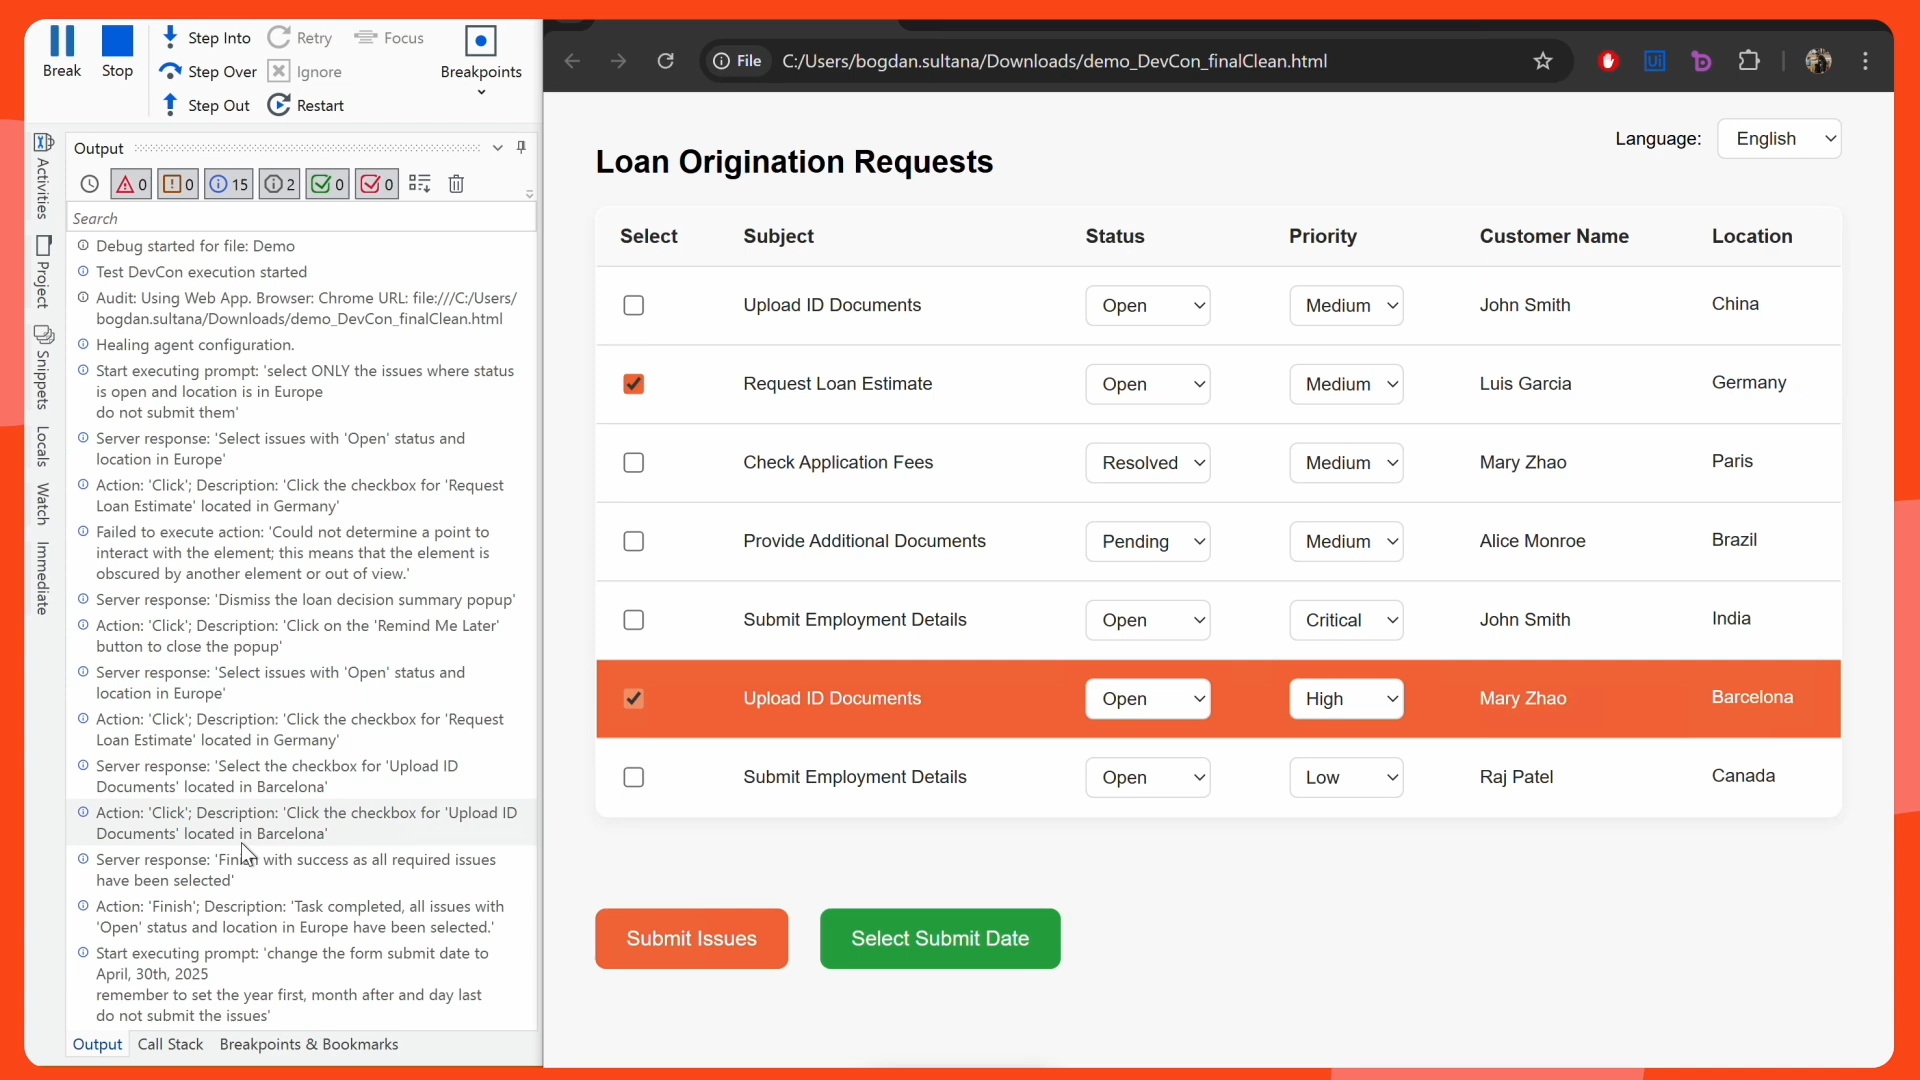 Break
Stop
Step Into
Retry
Focus
Step Over
Ignore
Step Out
Restart
Breakpoints
File
C:/Users/bogdan.sultana/Downloads/demo_DevCon_finalClean.html
Activities
Project
Snippets
Locals
Watch
Immediate
Output
0
0
15
2
0
0
Search
Debug started for file: Demo
Test DevCon execution started
Audit: Using Web App. Browser: Chrome URL: file:///C:/Users/
bogdan.sultana/Downloads/demo_DevCon_finalClean.html
Healing agent configuration.
Start executing prompt: 'select ONLY the issues where status
is open and location is in Europe
do not submit them'
Server response: 'Select issues with 'Open' status and
location in Europe'
Action: 'Click'; Description: 'Click the checkbox for 'Request
Loan Estimate' located in Germany'
Failed to execute action: 'Could not determine a point to
interact with the element; this means that the element is
obscured by another element or out of view.'
Server response: 'Dismiss the loan decision summary popup'
Action: 'Click'; Description: 'Click on the 'Remind Me Later'
button to close the popup'
Server response: 'Select issues with 'Open' status and
location in Europe'
Action: 'Click'; Description: 'Click the checkbox for 'Request
Loan Estimate' located in Germany'
Server response: 'Select the checkbox for 'Upload ID
Documents' located in Barcelona'
Action: 'Click'; Description: 'Click the checkbox for 'Upload ID
Documents' located in Barcelona'
Server response: 'Finish with success as all required issues
have been selected'
Action: 'Finish'; Description: 'Task completed, all issues with
'Open' status and location in Europe have been selected.'
Start executing prompt: 'change the form submit date to
April, 30th, 2025
remember to set the year first, month after and day last
do not submit the issues'
Output Call Stack Breakpoints & Bookmarks
Language: English
Loan Origination Requests
Select Subject Status Priority Customer Name Location
Upload ID Documents Open Medium John Smith China
Request Loan Estimate Open Medium Luis Garcia Germany
Check Application Fees Resolved Medium Mary Zhao Paris
Provide Additional Documents Pending Medium Alice Monroe Brazil
Submit Employment Details Open Critical John Smith India
Upload ID Documents Open High Mary Zhao Barcelona
Submit Employment Details Open Low Raj Patel Canada
Submit Issues
Select Submit Date